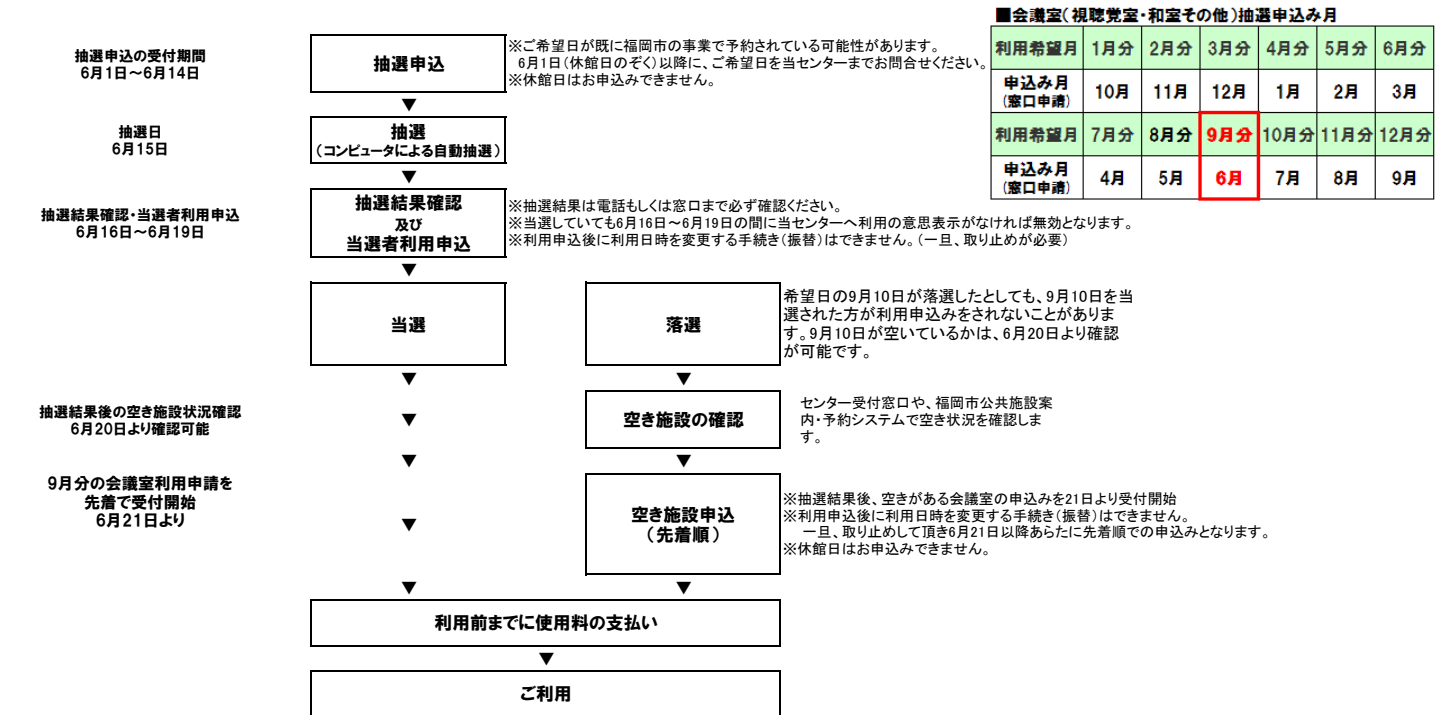 ■会議室（視聴覚室・和室その他）抽選申込み月
利用希望月 1月分 2月分 3月分 4月分 5月分 6月分
申込み月 10月 11月 12月 1月 2月 3月
（窓口申請）
利用希望月 7月分 8月分 9月分 10月分 11月分 12月分
申込み月 4月 5月 6月 7月 8月 9月
（窓口申請）
抽選申込の受付期間
6月1日～6月14日
抽選申込
※ご希望日が既に福岡市の事業で予約されている可能性があります。
6月1日（休館日のぞく）以降に、ご希望日を当センターまでお問合せください。
※休館日はお申込みできません。
▼
抽選日
6月15日
抽選
（コンピュータによる自動抽選）
▼
抽選結果確認・当選者利用申込
6月16日～6月19日
抽選結果確認
及び
当選者利用申込
※抽選結果は電話もしくは窓口まで必ず確認ください。
※当選していても6月16日～6月19日の間に当センターへ利用の意思表示がなければ無効となります。
※利用申込後に利用日時を変更する手続き（振替）はできません。（一旦、取り止めが必要）
▼
当選
落選
希望日の9月10日が落選したとしても、9月10日を当
選された方が利用申込みをされないことがありま
す。9月10日が空いているかは、6月20日より確認
が可能です。
▼ ▼
抽選結果後の空き施設状況確認
6月20日より確認可能
▼
空き施設の確認
センター受付窓口や、福岡市公共施設案
内・予約システムで空き状況を確認しま
す。
▼ ▼
9月分の会議室利用申請を
先着で受付開始
6月21日より
▼
空き施設申込
（先着順）
※抽選結果後、空きがある会議室の申込みを21日より受付開始
※利用申込後に利用日時を変更する手続き（振替）はできません。
一旦、取り止めして頂き6月21日以降あらたに先着順での申込みとなります。
※休館日はお申込みできません。
▼ ▼
利用前までに使用料の支払い
▼
ご利用